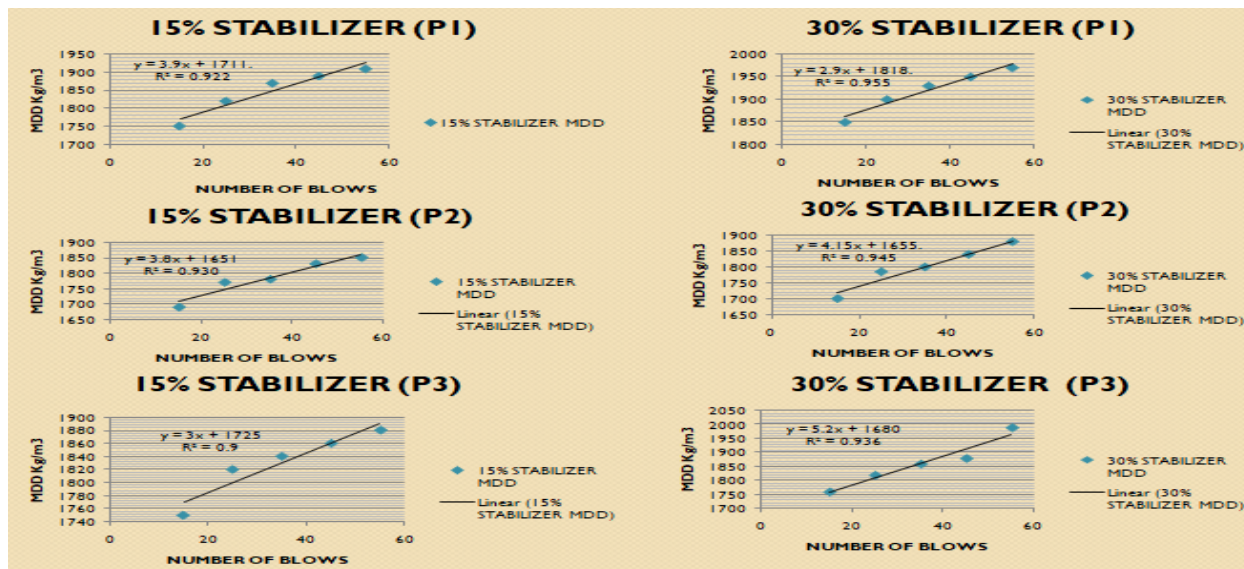 15% STABILIZER (P1)
MDD Kg/m3
1950
1900
1850
1800
1750
1700
y = 3.9x + 1711.
R² = 0.922
0 20 40 60
NUMBER OF BLOWS
15% STABILIZER MDD
30% STABILIZER (P1)
MDD Kg/m3
2000
1950
1900
1850
1800
y = 2.9x + 1818.
R² = 0.955
0 20 40 60
NUMBER OF BLOWS
30% STABILIZER
MDD
Linear (30%
STABILIZER MDD)
15% STABILIZER (P2)
MDD Kg/m3
1900
1850
1800
1750
1700
1650
y = 3.8x + 1651
R² = 0.930
0 20 40 60
NUMBER OF BLOWS
15% STABILIZER
MDD
Linear (15%
STABILIZER MDD)
30% STABILIZER (P2)
MDD Kg/m3
1900
1850
1800
1750
1700
1650
y = 4.15x + 1655.
R² = 0.945
0 20 40 60
NUMBER OF BLOWS
30% STABILIZER
MDD
Linear (30%
STABILIZER MDD)
15% STABILIZER (P3)
MDD Kg/m3
1900
1880
1860
1840
1820
1800
1780
1760
1740
y = 3x + 1725
R² = 0.9
0 20 40 60
NUMBER OF BLOWS
15% STABILIZER
MDD
Linear (15%
STABILIZER MDD)
30% STABILIZER (P3)
MDD Kg/m3
2050
2000
1950
1900
1850
1800
1750
1700
y = 5.2x + 1680
R² = 0.936
0 20 40 60
NUMBER OF BLOWS
30% STABILIZER
MDD
Linear (30%
STABILIZER MDD)